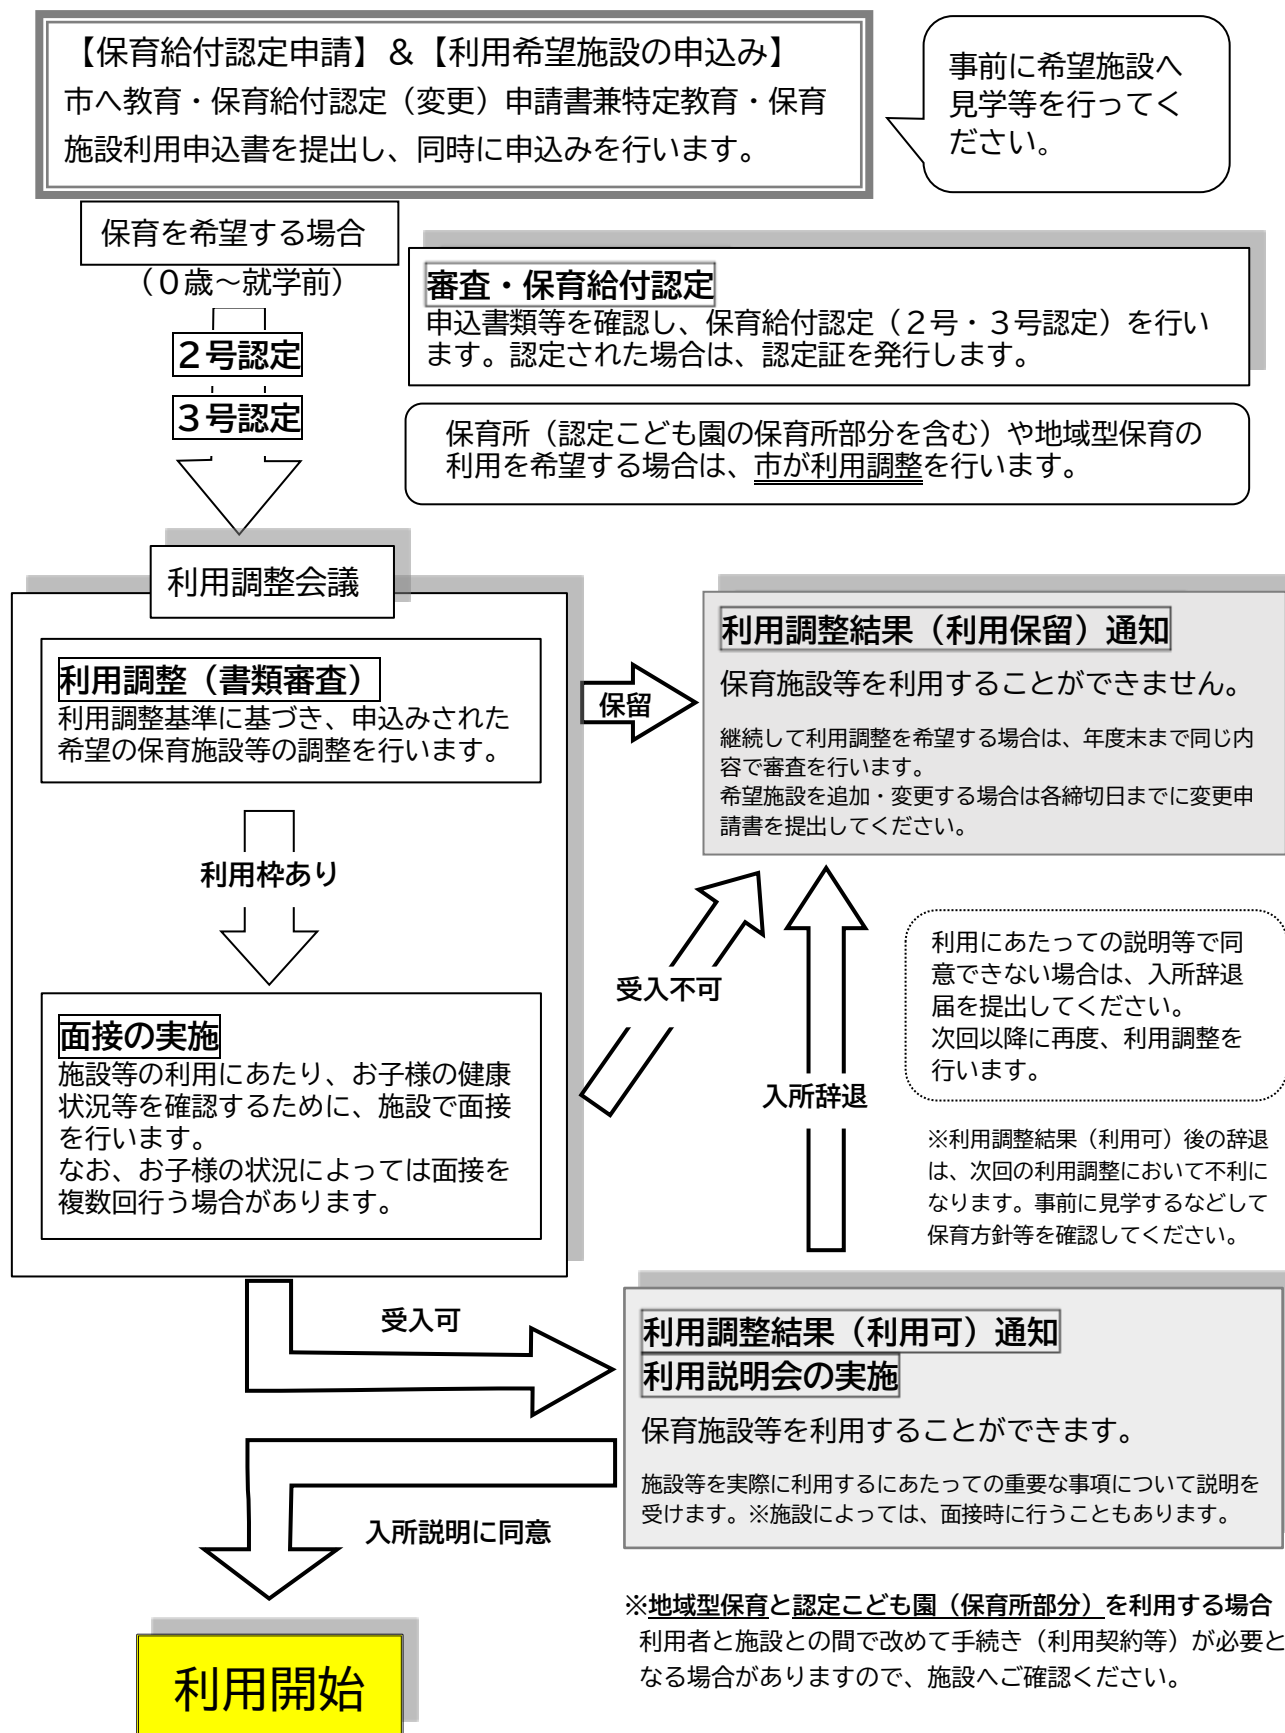 【保育給付認定申請】＆【利用希望施設の申込み】
市へ教育・保育給付認定（変更）申請書兼特定教育・保育
施設利用申込書を提出し、同時に申込みを行います。
事前に希望施設へ
見学等を行ってく
ださい。
保育を希望する場合
（０歳～就学前）
２号認定
３号認定
審査・保育給付認定
申込書類等を確認し、保育給付認定（２号・３号認定）を行い
ます。認定された場合は、認定証を発行します。
保育所（認定こども園の保育所部分を含む）や地域型保育の
利用を希望する場合は、市が利用調整を行います。
利用調整会議
利用調整（書類審査）
利用調整基準に基づき、申込みされた
希望の保育施設等の調整を行います。
利用枠あり
面接の実施
施設等の利用にあたり、お子様の健康
状況等を確認するために、施設で面接
を行います。
なお、お子様の状況によっては面接を
複数回行う場合があります。
保留
利用調整結果（利用保留）通知
保育施設等を利用することができません。
継続して利用調整を希望する場合は、年度末まで同じ内
容で審査を行います。
希望施設を追加・変更する場合は各締切日までに変更申
請書を提出してください。
受入不可
入所辞退
利用にあたっての説明等で同
意できない場合は、入所辞退
届を提出してください。
次回以降に再度、利用調整を
行います。
※利用調整結果（利用可）後の辞退
は、次回の利用調整において不利に
なります。事前に見学するなどして
保育方針等を確認してください。
受入可
利用調整結果（利用可）通知
利用説明会の実施
保育施設等を利用することができます。
施設等を実際に利用するにあたっての重要な事項について説明を
受けます。※施設によっては、面接時に行うこともあります。
入所説明に同意
※地域型保育と認定こども園（保育所部分）を利用する場合
利用者と施設との間で改めて手続き（利用契約等）が必要と
なる場合がありますので、施設へご確認ください。
利用開始